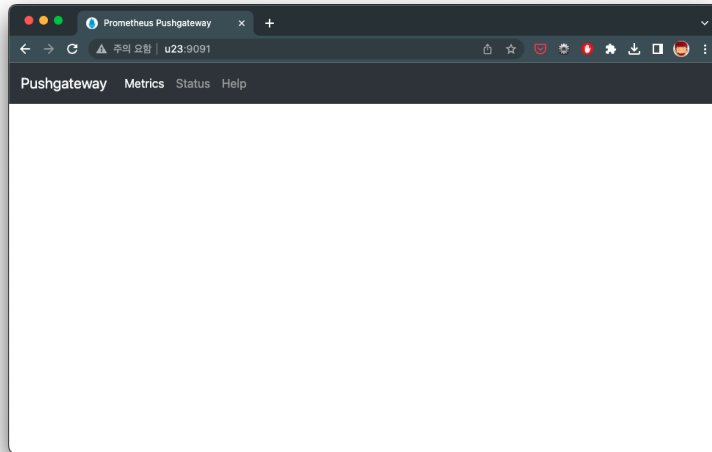 Prometheus Pushgateway
주의 요함 | u23:9091
Pushgateway Metrics Status Help